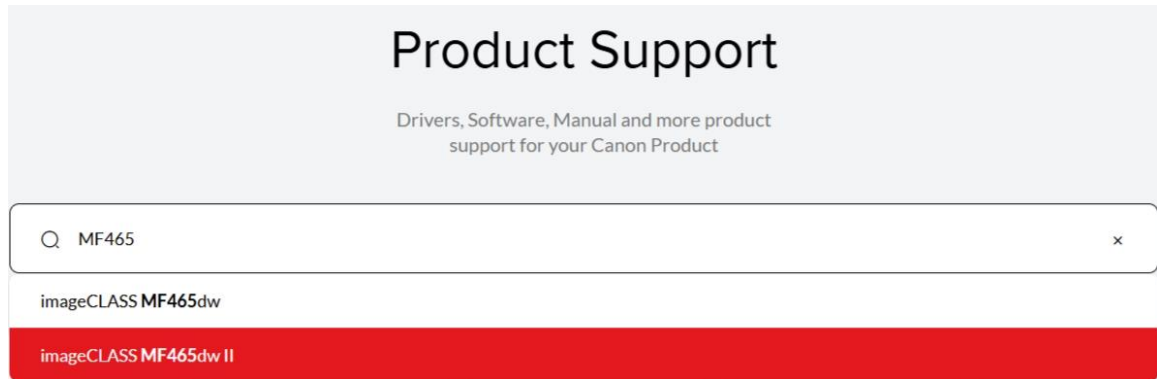 Product Support
Drivers, Software, Manual and more product
support for your Canon Product
MF465
×
imageCLASS MF465dw
imageCLASS MF465dw II